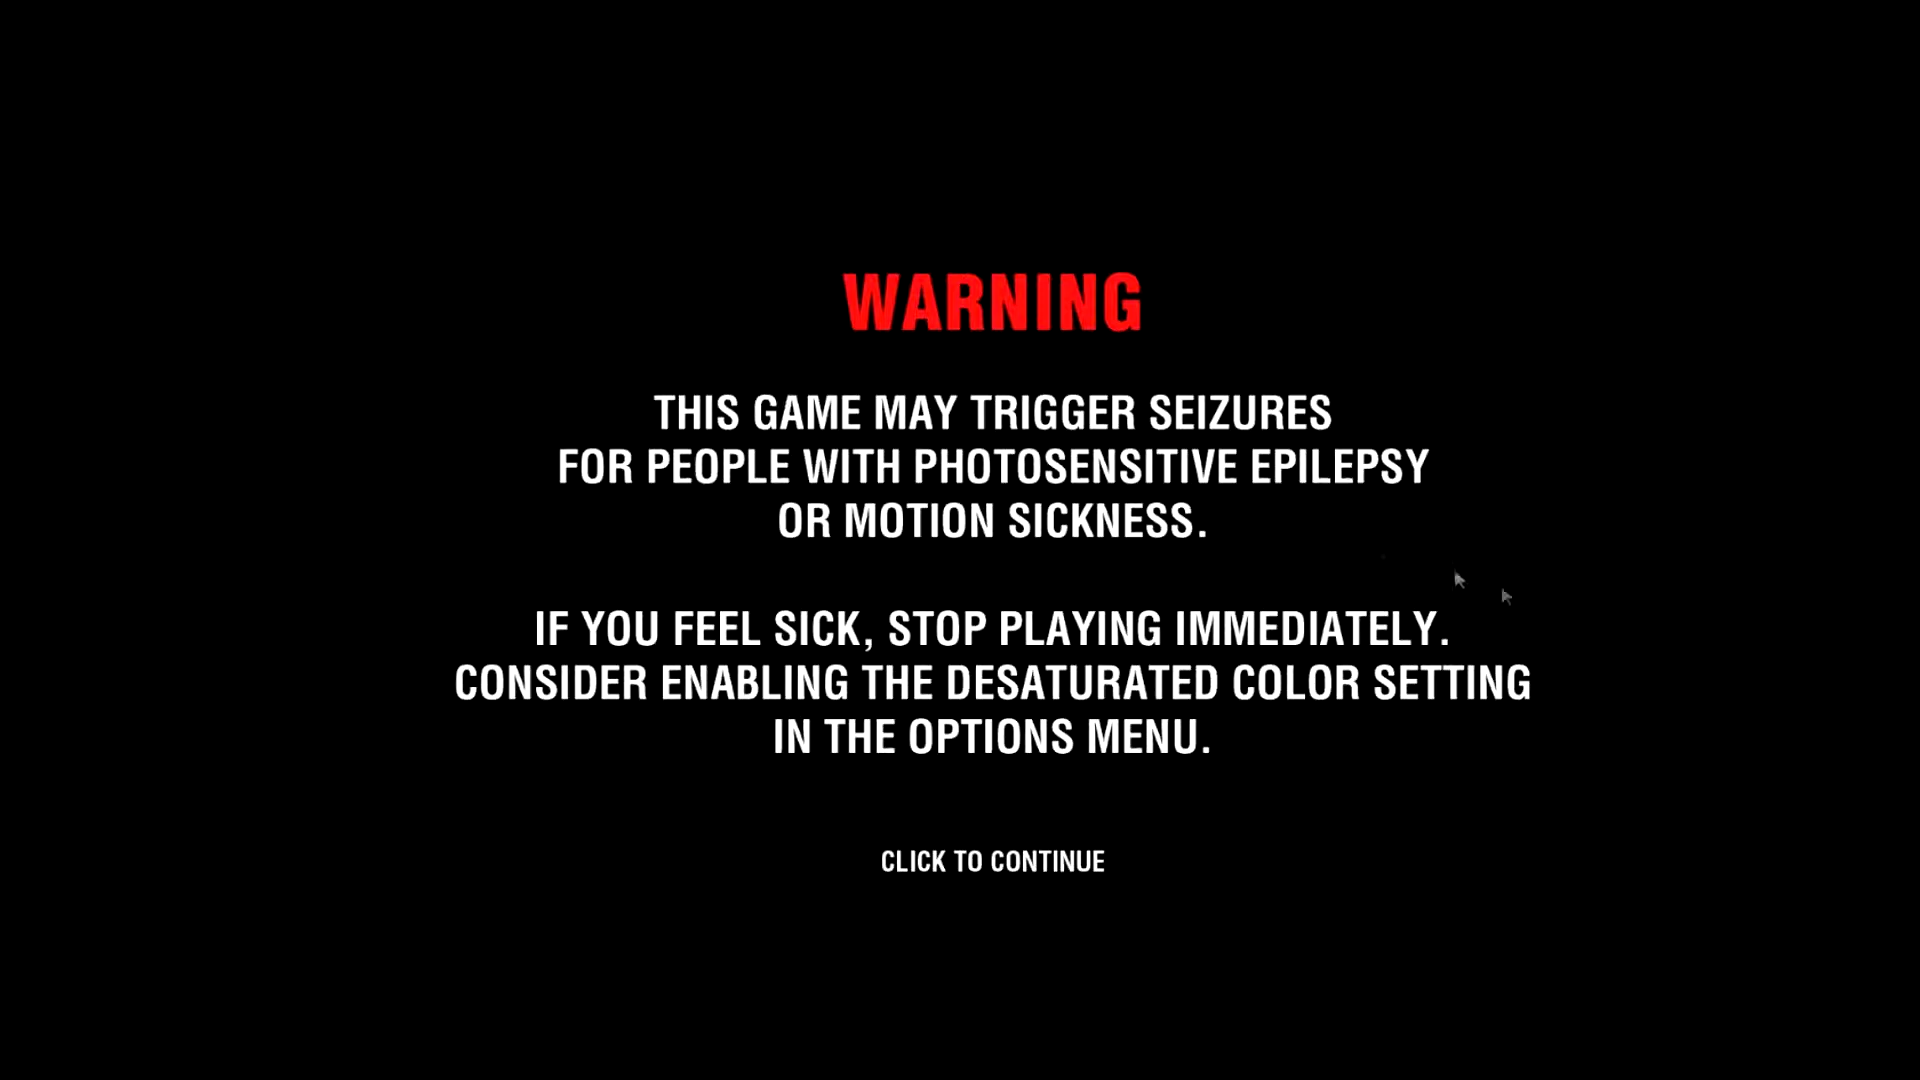 WARNING
THIS GAME MAY TRIGGER SEIZURES
FOR PEOPLE WITH PHOTOSENSITIVE EPILEPSY
OR MOTION SICKNESS.
IF YOU FEEL SICK, STOP PLAYING IMMEDIATELY.
CONSIDER ENABLING THE DESATURATED COLOR SETTING
IN THE OPTIONS MENU.
CLICK TO CONTINUE